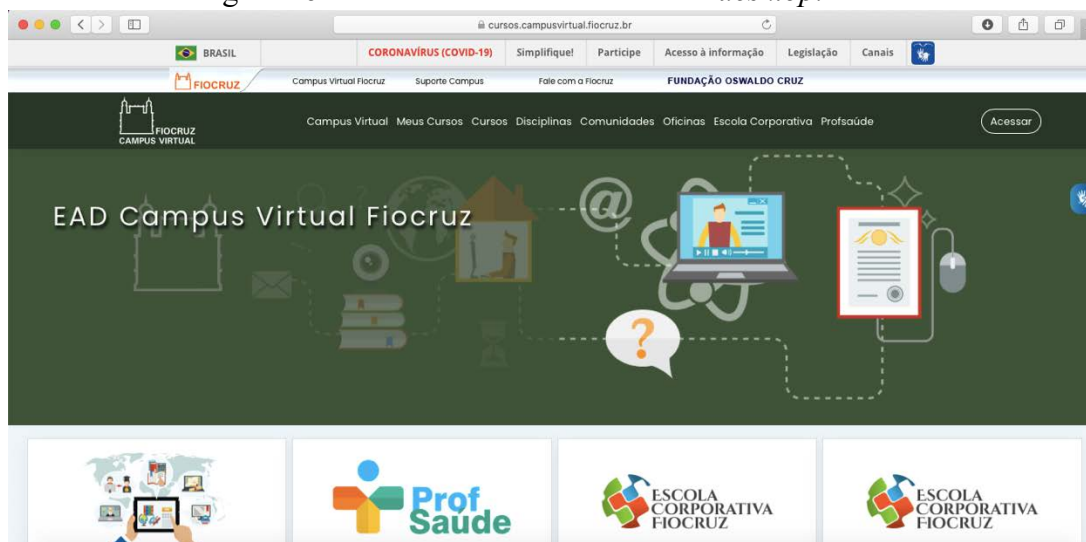 cursos.campusvirtual.fiocruz.br
BRASIL CORONAVÍRUS (COVID-19) Simplifique! Participe Acesso à informação Legislação Canais
FIOCRUZ Campus Virtual Fiocruz Suporte Campus Fale com a Fiocruz FUNDAÇÃO OSWALDO CRUZ
FIOCRUZ
CAMPUS VIRTUAL
Campus Virtual Meus Cursos Cursos Disciplinas Comunidades Oficinas Escola Corporativa Profsaúde Acessar
EAD Campus Virtual Fiocruz
@
?
Prof
Saude
ESCOLA
CORPORATIVA
FIOCRUZ
ESCOLA
CORPORATIVA
FIOCRUZ